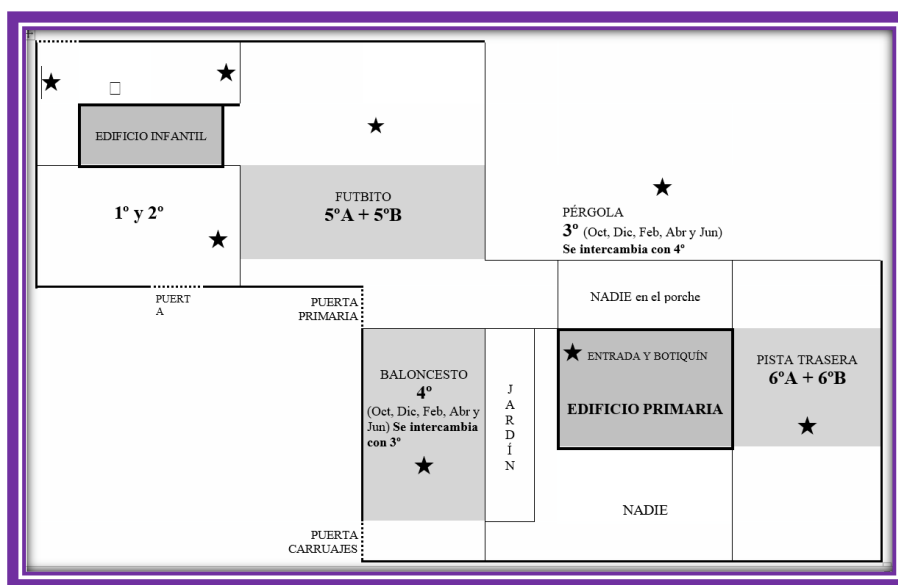 EDIFICIO INFANTIL
1º y 2º
FUTBITO
5ºA + 5ºB
PÉRGOLA
3º (Oct, Dic, Feb, Abr y Jun)
Se intercambia con 4º
PUERT
A
PUERTA
PRIMARIA
NADIE en el porche
BALONCESTO
4º
(Oct, Dic, Feb, Abr y
Jun) Se intercambia
con 3º
J
A
R
D
Í
N
ENTRADA Y BOTIQUÍN
EDIFICIO PRIMARIA
PISTA TRASERA
6ºA + 6ºB
NADIE
PUERTA
CARRUAJES